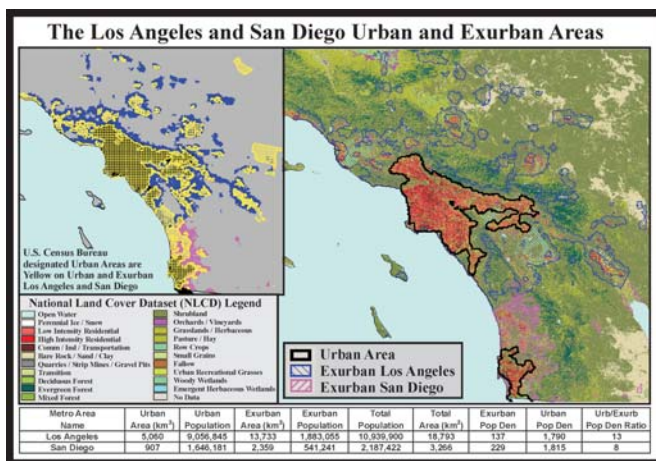 The Los Angeles and San Diego Urban and Exurban Areas
U.S. Census Bureau
designated Urban Areas are
Yellow on Urban and Exurban
Los Angeles and San Diego
National Land Cover Dataset (NLCD) Legend
Open Water
Perennial Ice / Snow
Low Intensity Residential
High Intensity Residential
Comm / Ind / Transportation
Bare Rock / Sand / Clay
Quarries / Strip Mines / Gravel Pits
Transition
Deciduous Forest
Evergreen Forest
Mixed Forest
Shrubland
Orchards / Vineyards
Grasslands / Herbaceous
Pasture / Hay
Row Crops
Small Grains
Fallow
Urban Recreational Grasses
Woody Wetlands
Emergent Herbaceous Wetlands
No Data
Urban Area
Exurban Los Angeles
Exurban San Diego
d
Metro Area Urban Urban Exurban Exurban Total Total Exurban Urban Urb/Exurb
Name Area (km²) Population Area (km²) Population Population Area (km²) Pop Den Pop Den Pop Den Ratio
Los Angeles 5,060 9,056,845 13,733 1,883,055 10,939,900 18,793 137 1,790 13
San Diego 907 1,646,181 2,359 541,241 2,187,422 3,266 229 1,815 8